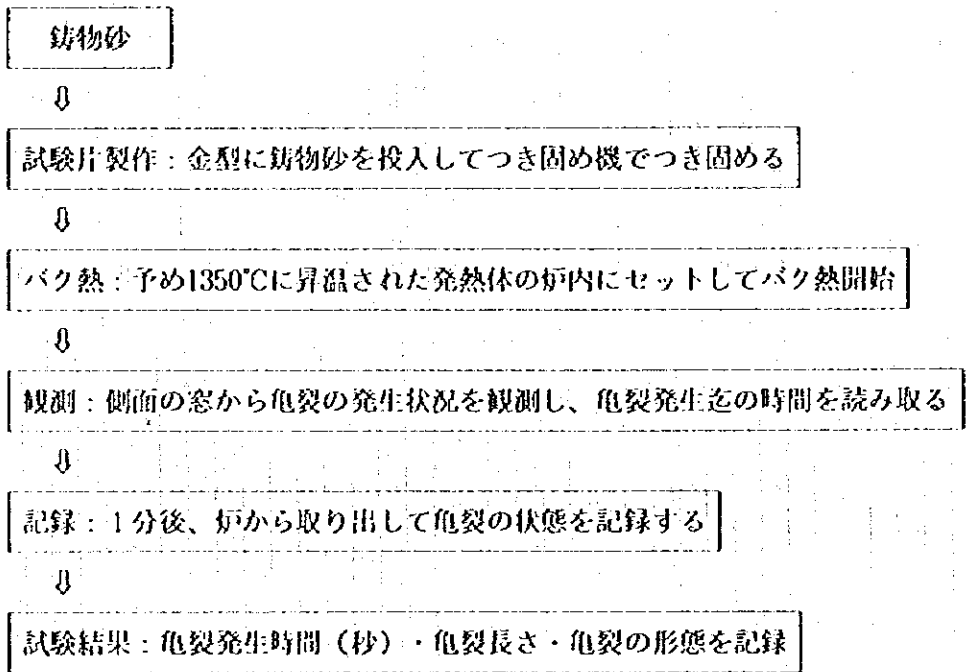 鋳物砂
⇩
試験片製作：金型に鋳物砂を投入してつき固め機でつき固める
⇩
バク熱：予め1350℃に昇温された発熱体の炉内にセットしてバク熱開始
⇩
観測：側面の窓から亀裂の発生状況を観測し、亀裂発生迄の時間を読み取る
⇩
記録：1分後、炉から取り出して亀裂の状態を記録する
⇩
試験結果：亀裂発生時間（秒）・亀裂長さ・亀裂の形態を記録